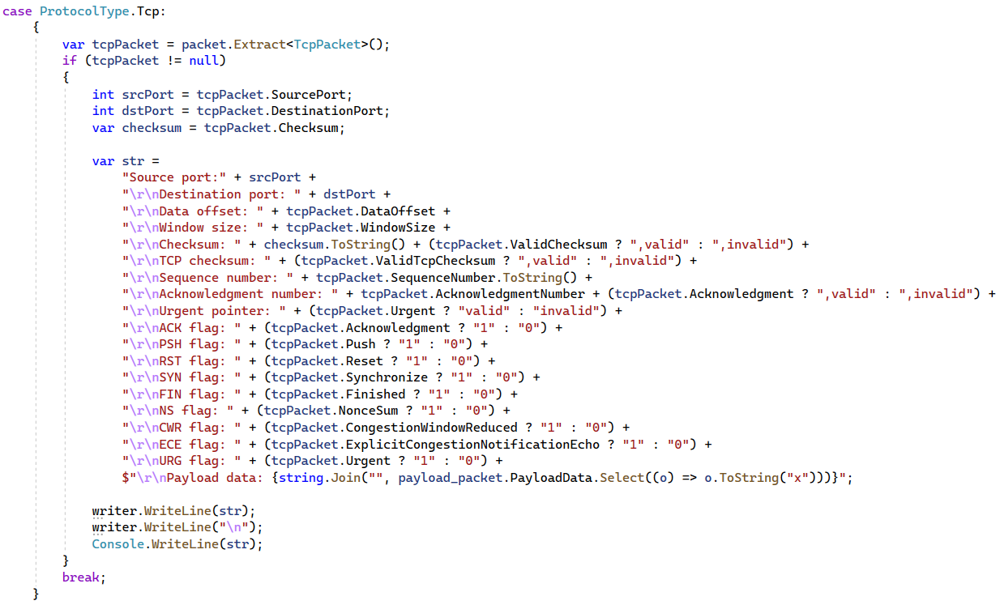 case ProtocolType.Tcp:
{
var tcpPacket = packet.Extract<TcpPacket>();
if (tcpPacket != null)
{
int srcPort = tcpPacket.SourcePort;
int dstPort = tcpPacket.DestinationPort;
var checksum = tcpPacket.Checksum;
var str =
"Source port:" + srcPort +
"\r\nDestination port: " + dstPort +
"\r\nData offset: " + tcpPacket.DataOffset +
"\r\nWindow size: " + tcpPacket.WindowSize +
"\r\nChecksum: " + checksum.ToString() + (tcpPacket.ValidChecksum ? ",valid" : ",invalid") +
"\r\nTCP checksum: " + (tcpPacket.ValidTcpChecksum ? ",valid" : ",invalid") +
"\r\nSequence number: " + tcpPacket.SequenceNumber.ToString() +
"\r\nAcknowledgment number: " + tcpPacket.AcknowledgmentNumber + (tcpPacket.Acknowledgment ? ",valid" : ",invalid") +
"\r\nUrgent pointer: " + (tcpPacket.Urgent ? "valid" : "invalid") +
"\r\nACK flag: " + (tcpPacket.Acknowledgment ? "1" : "0") +
"\r\nPSH flag: " + (tcpPacket.Push ? "1" : "0") +
"\r\nRST flag: " + (tcpPacket.Reset ? "1" : "0") +
"\r\nSYN flag: " + (tcpPacket.Synchronize ? "1" : "0") +
"\r\nFIN flag: " + (tcpPacket.Finished ? "1" : "0") +
"\r\nNS flag: " + (tcpPacket.NonceSum ? "1" : "0") +
"\r\nCWR flag: " + (tcpPacket.CongestionWindowReduced ? "1" : "0") +
"\r\nECE flag: " + (tcpPacket.ExplicitCongestionNotificationEcho ? "1" : "0") +
"\r\nURG flag: " + (tcpPacket.Urgent ? "1" : "0") +
$"\r\nPayload data: {string.Join("", payload_packet.PayloadData.Select((o) => o.ToString("x")))}";
writer.WriteLine(str);
writer.WriteLine("\n");
Console.WriteLine(str);
}
break;
}